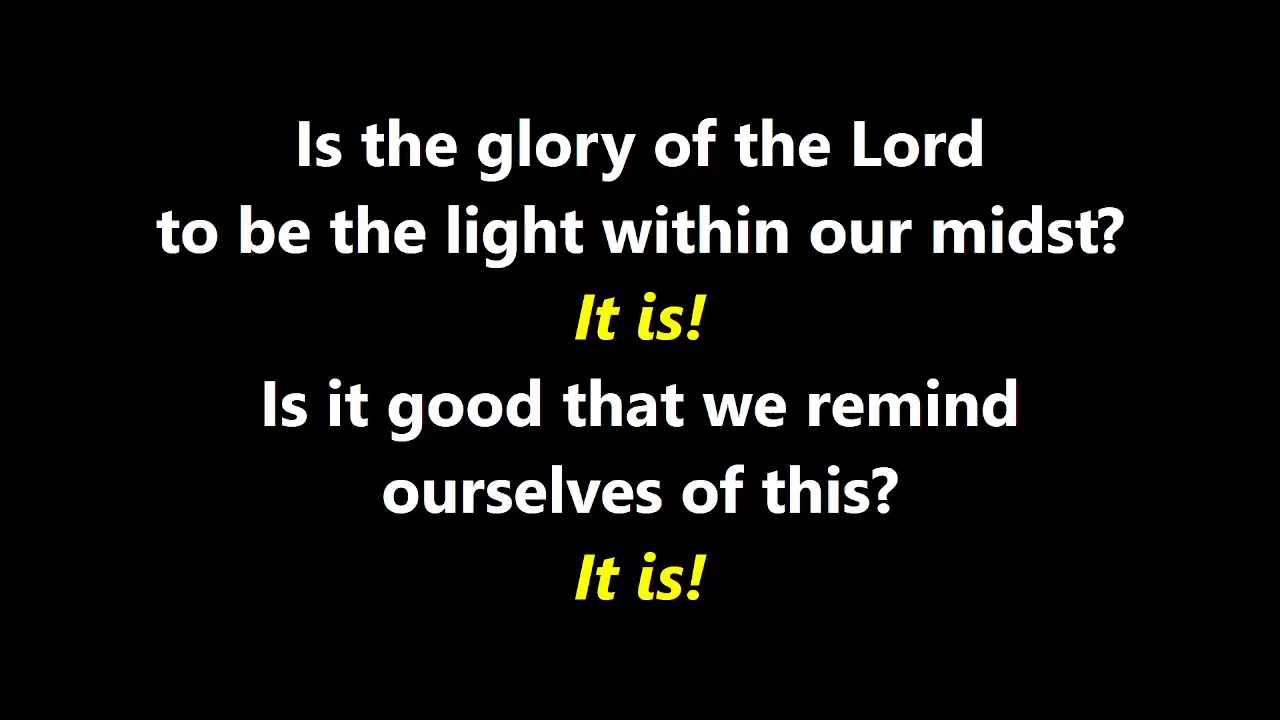 Is the glory of the Lord
to be the light within our midst?
It is!
Is it good that we remind
ourselves of this?
It is!